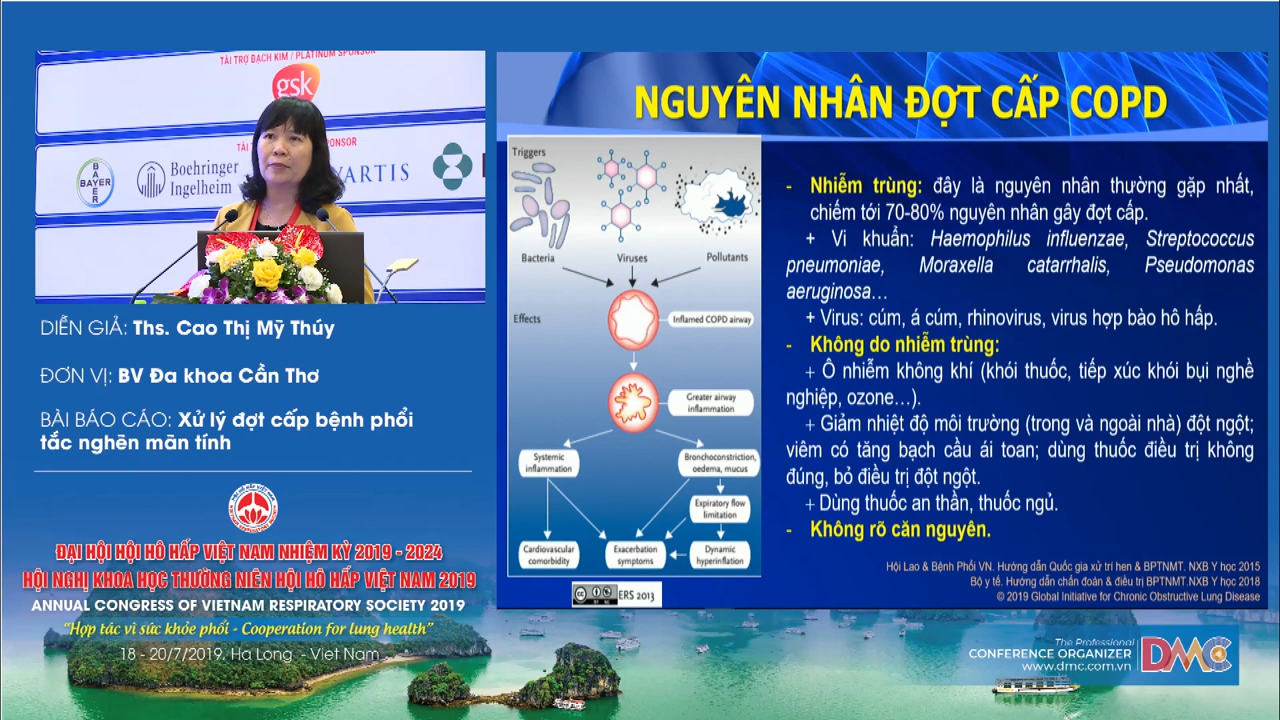 TÀI TRỢ BẠCH KIM / PLATINUM SPONSOR
gsk
BAYER
BAYER
Boehringer
Ingelheim
DIỄN GIẢ: Ths. Cao Thị Mỹ Thúy
ĐƠN VỊ: BV Đa khoa Cần Thơ
BÀI BÁO CÁO: Xử lý đợt cấp bệnh phổi
tắc nghẽn mãn tính
ĐẠI HỘI HỘI HÔ HẤP VIỆT NAM NHIỆM KỲ 2019 - 2024
HỘI NGHỊ KHOA HỌC THƯỜNG NIÊN HỘI HÔ HẤP VIỆT NAM 2019
ANNUAL CONGRESS OF VIETNAM RESPIRATORY SOCIETY 2019
"Hợp tác vì sức khỏe phổi - Cooperation for lung health"
18 - 20/7/2019. Ha Long - Viet Nam
NGUYÊN NHÂN ĐỢT CẤP COPD
Triggers
Bacteria
Viruses
Pollutants
Effects
Inflamed COPD airway
Greater airway
inflammation
Systemic
inflammation
Bronchoconstriction,
oedema, mucus
Expiratory flow
limitation
Cardiovascular
comorbidity
Exacerbation
symptoms
Dynamic
hyperinflation
ERS 2013
- Nhiễm trùng: đây là nguyên nhân thường gặp nhất,
chiếm tới 70-80% nguyên nhân gây đợt cấp.
+ Vi khuẩn: Haemophilus influenzae, Streptococcus
pneumoniae, Moraxella catarrhalis, Pseudomonas
aeruginosa…
+ Virus: cúm, á cúm, rhinovirus, virus hợp bào hô hấp.
- Không do nhiễm trùng:
+ Ô nhiễm không khí (khói thuốc, tiếp xúc khói bụi nghề
nghiệp, ozone…).
+ Giảm nhiệt độ môi trường (trong và ngoài nhà) đột ngột;
viêm có tăng bạch cầu ái toan; dùng thuốc điều trị không
đúng, bỏ điều trị đột ngột.
+ Dùng thuốc an thần, thuốc ngủ.
- Không rõ căn nguyên.
Hội Lao & Bệnh Phổi VN. Hướng dẫn Quốc gia xử trí hen & BPTNMT. NXB Y học 2015
Bộ y tế. Hướng dẫn chẩn đoán & điều trị BPTNMT. NXB Y học 2018
© 2019 Global Initiative for Chronic Obstructive Lung Disease
The Professional
CONFERENCE ORGANIZER
www.dmc.com.vn
DMC